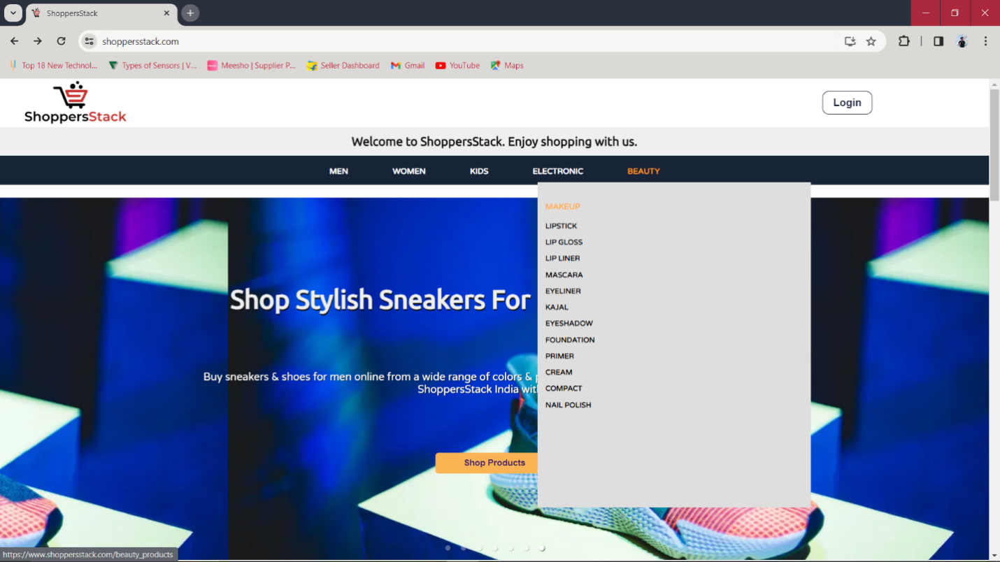 ShoppersStack
shoppersstack.com
Top 18 New Technol...
Types of Sensors | V...
Meesho | Supplier P...
Seller Dashboard
Gmail
YouTube
Maps
ShoppersStack
Login
Welcome to ShoppersStack. Enjoy shopping with us.
MEN
WOMEN
KIDS
ELECTRONIC
BEAUTY
MAKEUP
LIPSTICK
LIP GLOSS
LIP LINER
MASCARA
EYELINER
KAJAL
EYESHADOW
FOUNDATION
PRIMER
CREAM
COMPACT
NAIL POLISH
Shop Stylish Sneakers For
Buy sneakers & shoes for men online from a wide range of colors &
ShoppersStack India with
Shop Products
https://www.shoppersstack.com/beauty_products